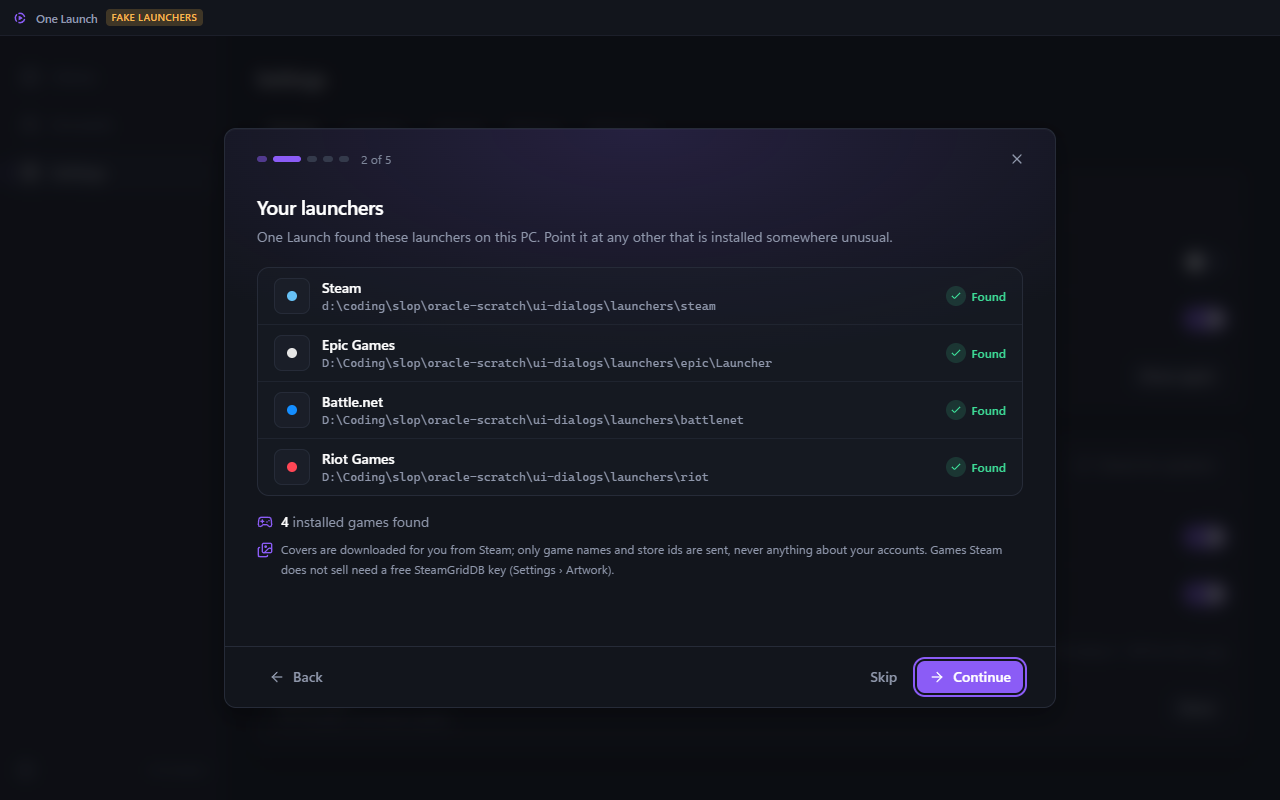 One Launch FAKE LAUNCHERS
2 of 5
Your launchers
One Launch found these launchers on this PC. Point it at any other that is installed somewhere unusual.
Steam
d:\Coding\slop\oracle-scratch\ui-dialogs\launchers\steam
Found
Epic Games
D:\Coding\slop\oracle-scratch\ui-dialogs\launchers\epic\Launcher
Found
Battle.net
D:\Coding\slop\oracle-scratch\ui-dialogs\launchers\battlenet
Found
Riot Games
D:\Coding\slop\oracle-scratch\ui-dialogs\launchers\riot
Found
4 installed games found
Covers are downloaded for you from Steam; only game names and store ids are sent, never anything about your accounts. Games Steam
does not sell need a free SteamGridDB key (Settings › Artwork).
Back
Skip
Continue